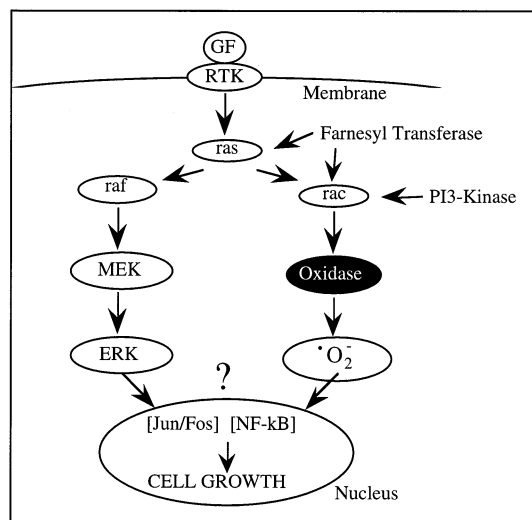 GF
RTK
Membrane
Farnesyl Transferase
ras
raf
rac
PI3-Kinase
MEK
Oxidase
ERK
·O₂⁻
?
[Jun/Fos] [NF-kB]
CELL GROWTH
Nucleus